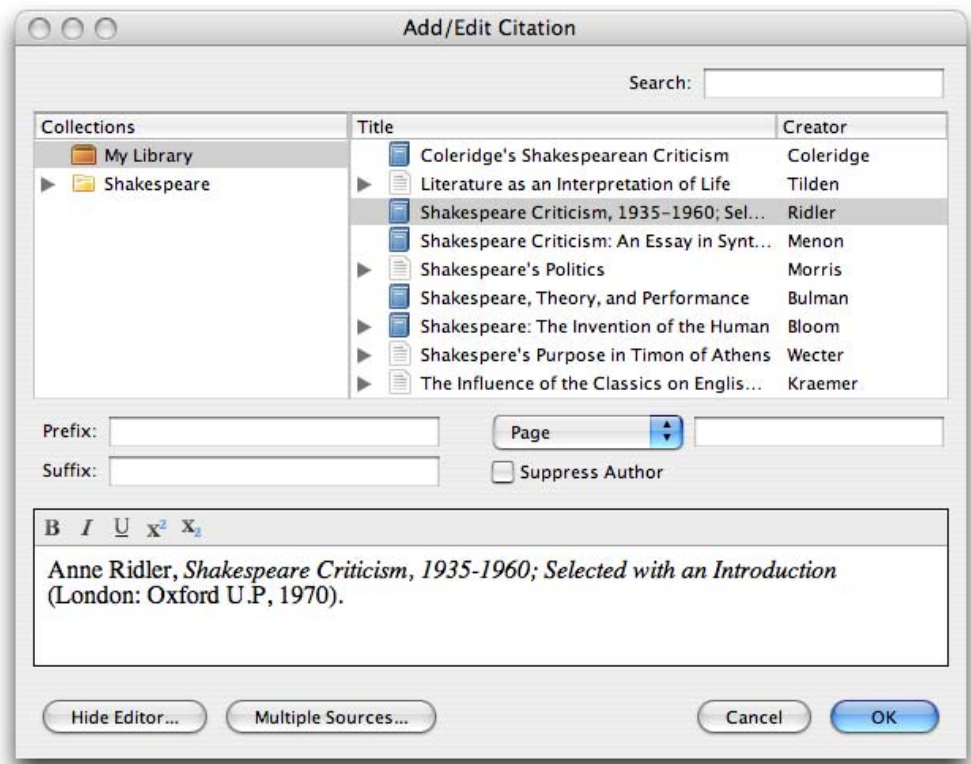 Add/Edit Citation
Search:
Collections
My Library
Shakespeare
Title Creator
Coleridge's Shakespearean Criticism Coleridge
Literature as an Interpretation of Life Tilden
Shakespeare Criticism, 1935–1960; Sel... Ridler
Shakespeare Criticism: An Essay in Synt... Menon
Shakespeare's Politics Morris
Shakespeare, Theory, and Performance Bulman
Shakespeare: The Invention of the Human Bloom
Shakespere's Purpose in Timon of Athens Wecter
The Influence of the Classics on Englis... Kraemer
Prefix: Page
Suffix: Suppress Author
B I U X² X₂
Anne Ridler, Shakespeare Criticism, 1935-1960; Selected with an Introduction
(London: Oxford U.P, 1970).
Hide Editor... Multiple Sources... Cancel OK